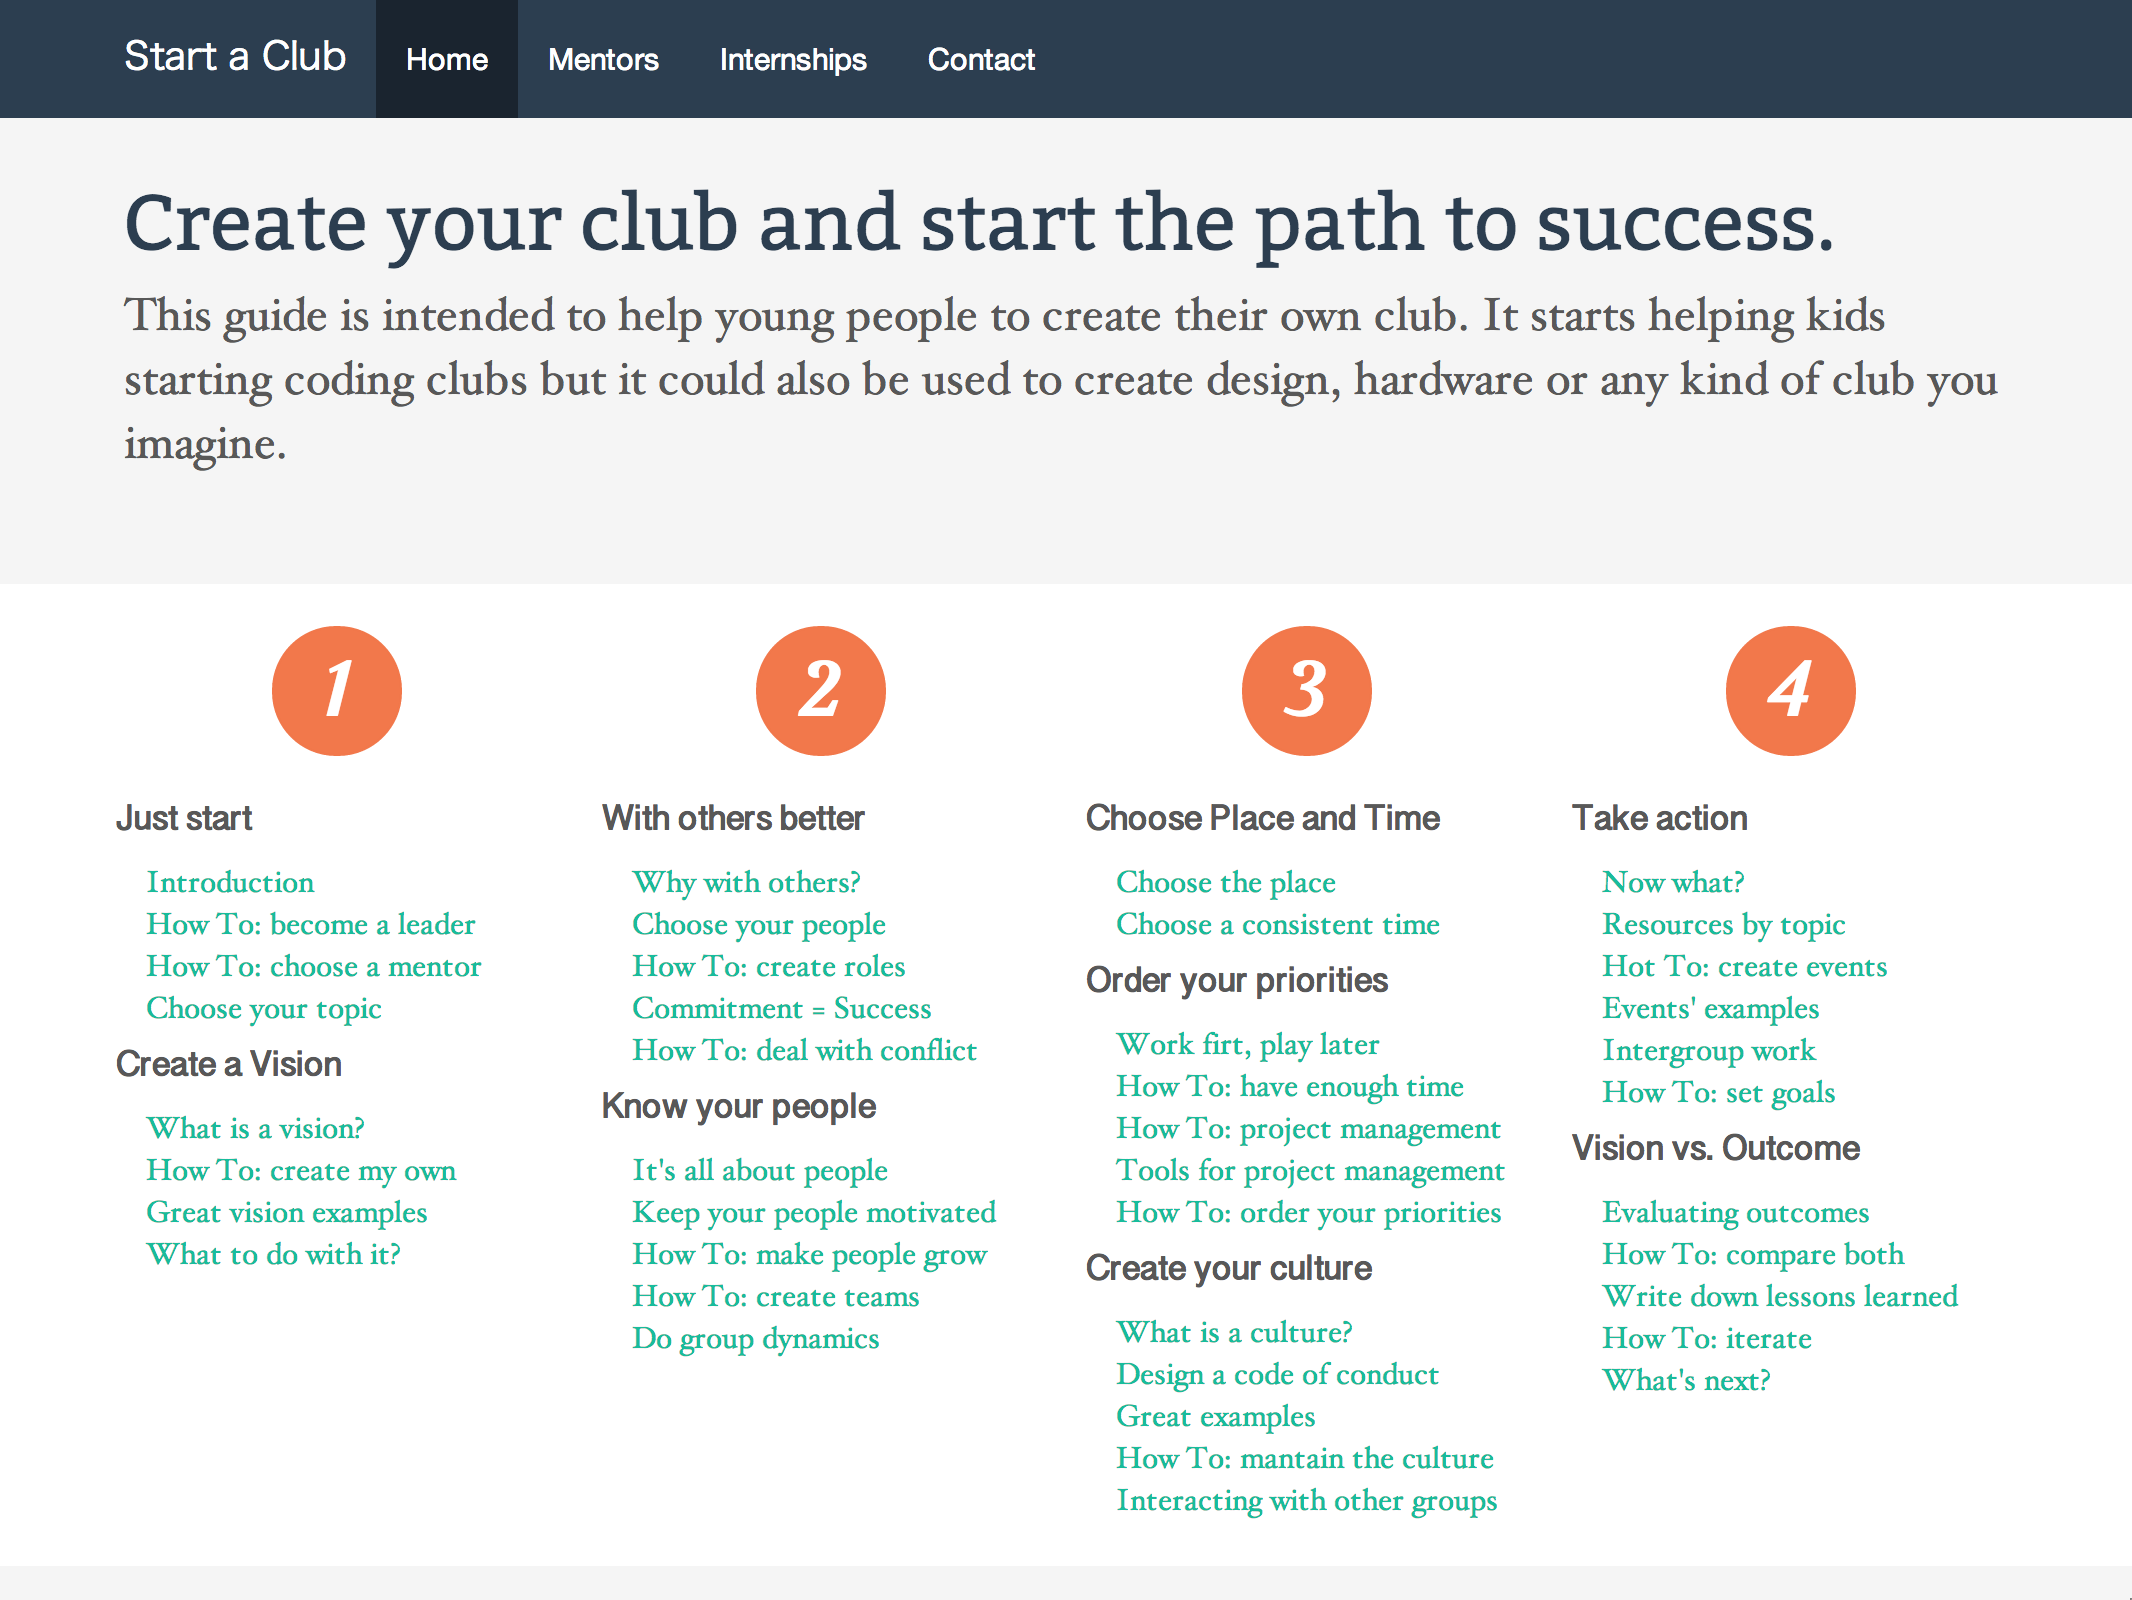 Start a Club
Home
Mentors
Internships
Contact
Create your club and start the path to success.
This guide is intended to help young people to create their own club. It starts helping kids
starting coding clubs but it could also be used to create design, hardware or any kind of club you
imagine.
1
Just start
Introduction
How To: become a leader
How To: choose a mentor
Choose your topic
Create a Vision
What is a vision?
How To: create my own
Great vision examples
What to do with it?
2
With others better
Why with others?
Choose your people
How To: create roles
Commitment = Success
How To: deal with conflict
Know your people
It's all about people
Keep your people motivated
How To: make people grow
How To: create teams
Do group dynamics
3
Choose Place and Time
Choose the place
Choose a consistent time
Order your priorities
Work firt, play later
How To: have enough time
How To: project management
Tools for project management
How To: order your priorities
Create your culture
What is a culture?
Design a code of conduct
Great examples
How To: mantain the culture
Interacting with other groups
4
Take action
Now what?
Resources by topic
Hot To: create events
Events' examples
Intergroup work
How To: set goals
Vision vs. Outcome
Evaluating outcomes
How To: compare both
Write down lessons learned
How To: iterate
What's next?